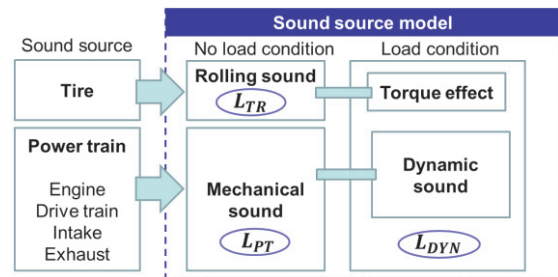 Sound source model
Sound source
No load condition
Load condition
Tire
Rolling sound
L_TR
Torque effect
Power train
Engine
Drive train
Intake
Exhaust
Mechanical
sound
L_PT
Dynamic
sound
L_DYN